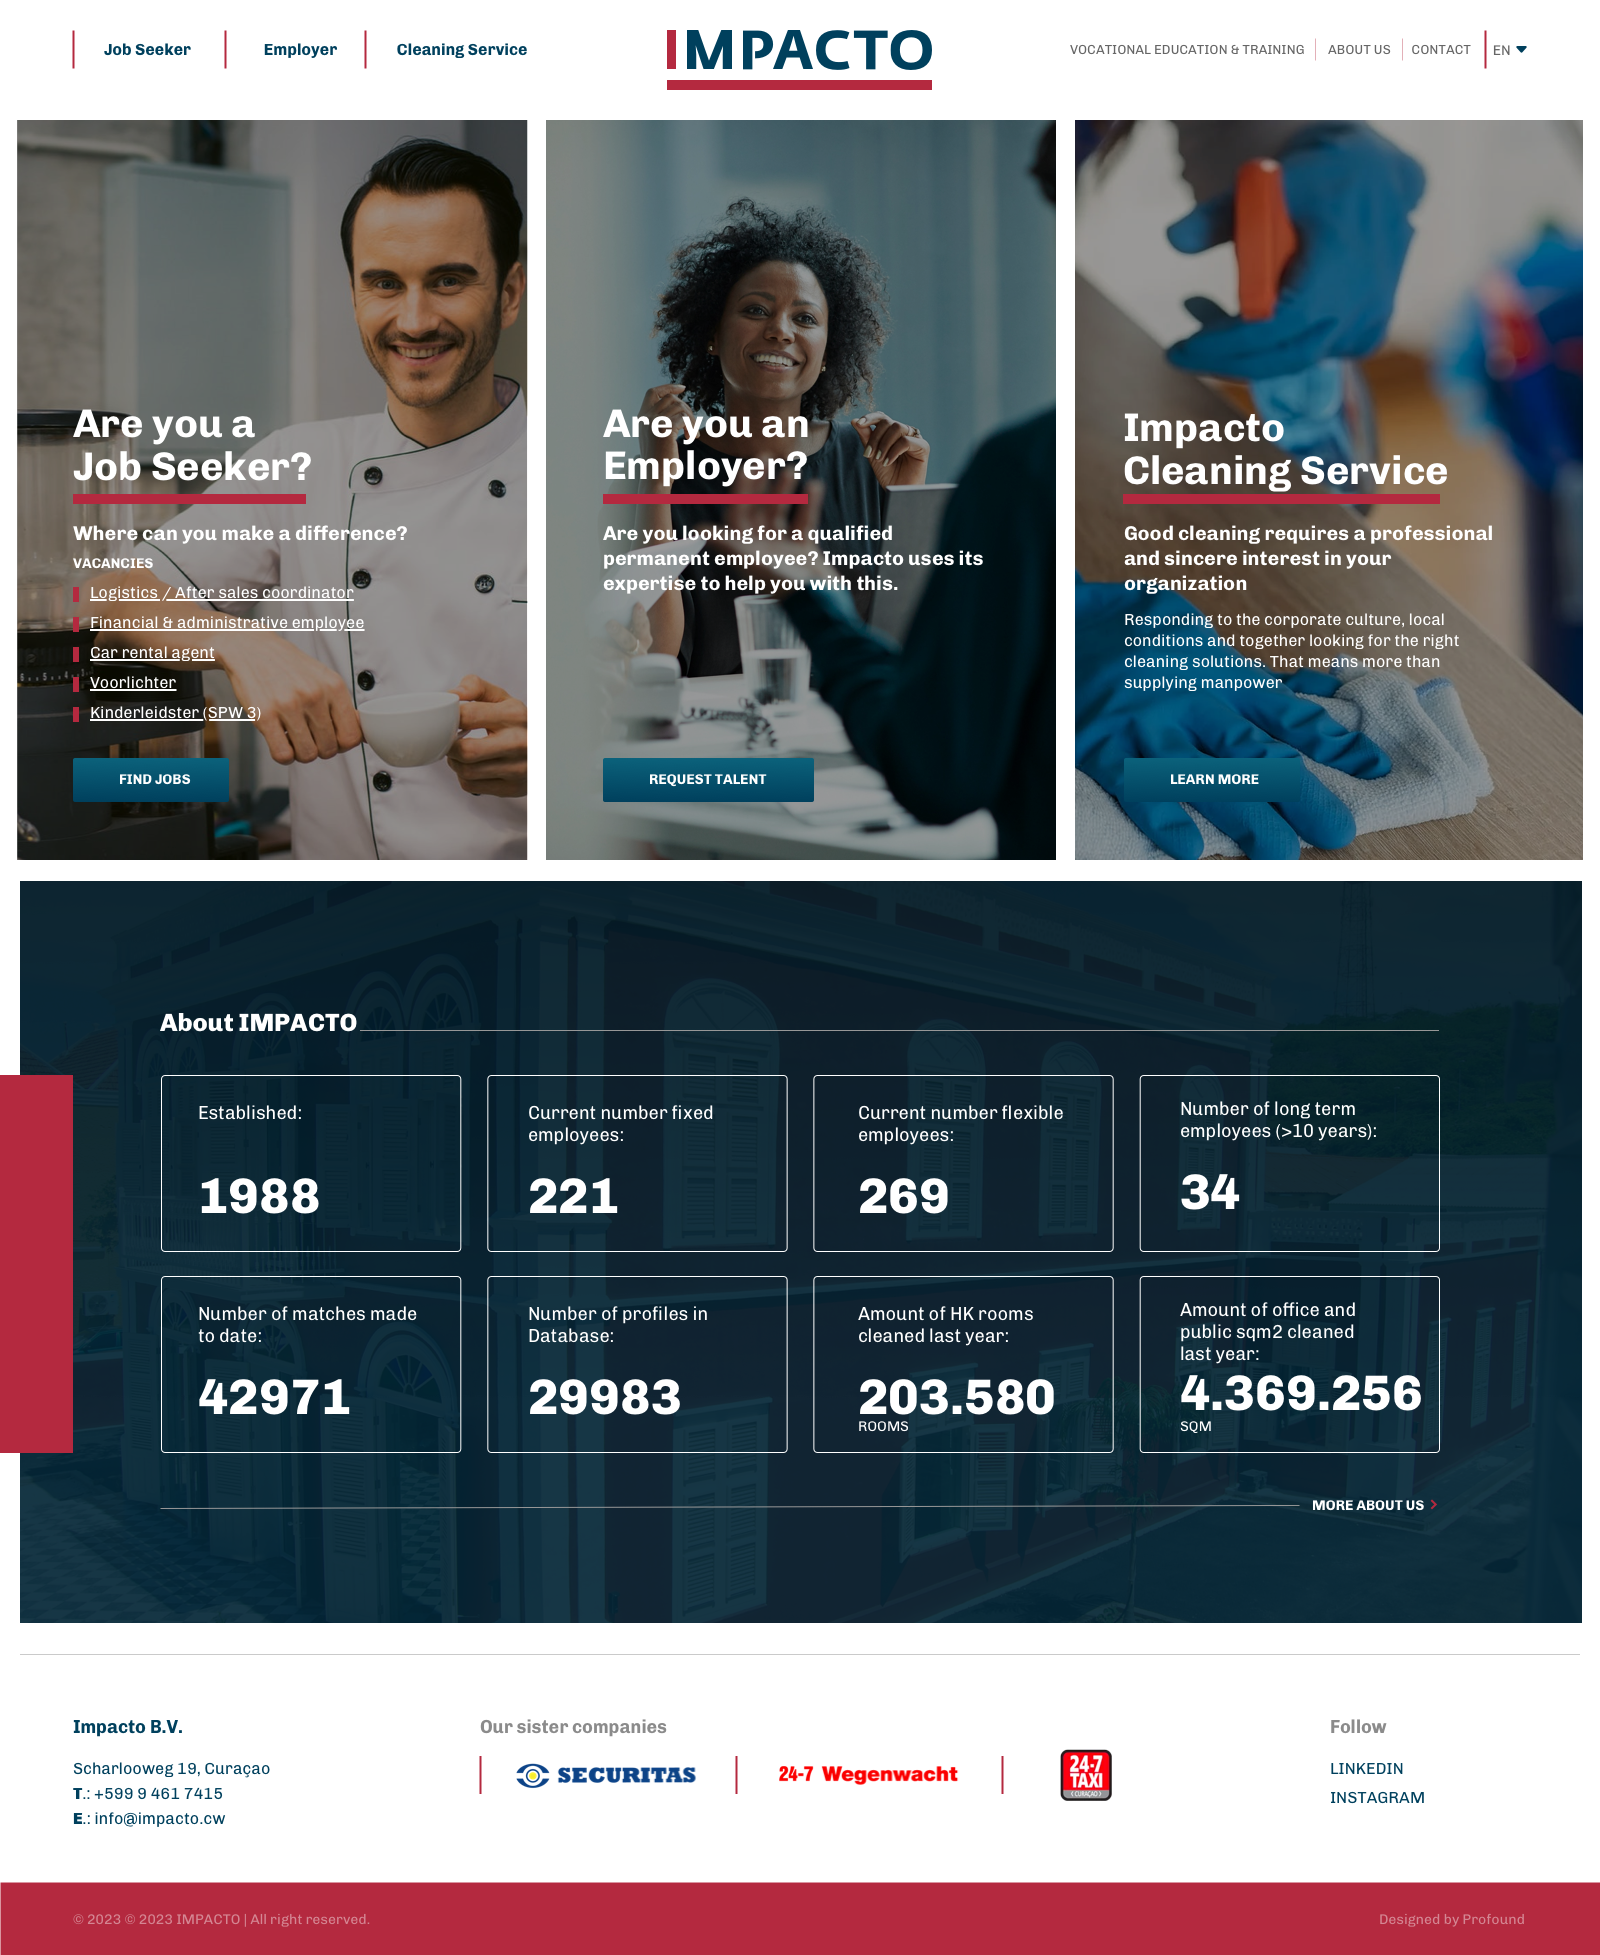 Job Seeker
Employer
Cleaning Service
IMPACTO
VOCATIONAL EDUCATION & TRAINING
ABOUT US
CONTACT
EN
Are you a
Job Seeker?
Where can you make a difference?
VACANCIES
Logistics / After sales coordinator
Financial & administrative employee
Car rental agent
Voorlichter
Kinderleidster (SPW 3)
FIND JOBS
Are you an
Employer?
Are you looking for a qualified
permanent employee? Impacto uses its
expertise to help you with this.
REQUEST TALENT
Impacto
Cleaning Service
Good cleaning requires a professional
and sincere interest in your
organization
Responding to the corporate culture, local
conditions and together looking for the right
cleaning solutions. That means more than
supplying manpower
LEARN MORE
About IMPACTO
Established:
1988
Current number fixed
employees:
221
Current number flexible
employees:
269
Number of long term
employees (>10 years):
34
Number of matches made
to date:
42971
Number of profiles in
Database:
29983
Amount of HK rooms
cleaned last year:
203.580
ROOMS
Amount of office and
public sqm2 cleaned
last year:
4.369.256
SQM
MORE ABOUT US
Impacto B.V.
Scharlooweg 19, Curaçao
T.: +599 9 461 7415
E.: info@impacto.cw
Our sister companies
SECURITAS
24-7 Wegenwacht
24-7
TAXI
CURAÇAO
Follow
LINKEDIN
INSTAGRAM
© 2023 © 2023 IMPACTO | All right reserved.
Designed by Profound